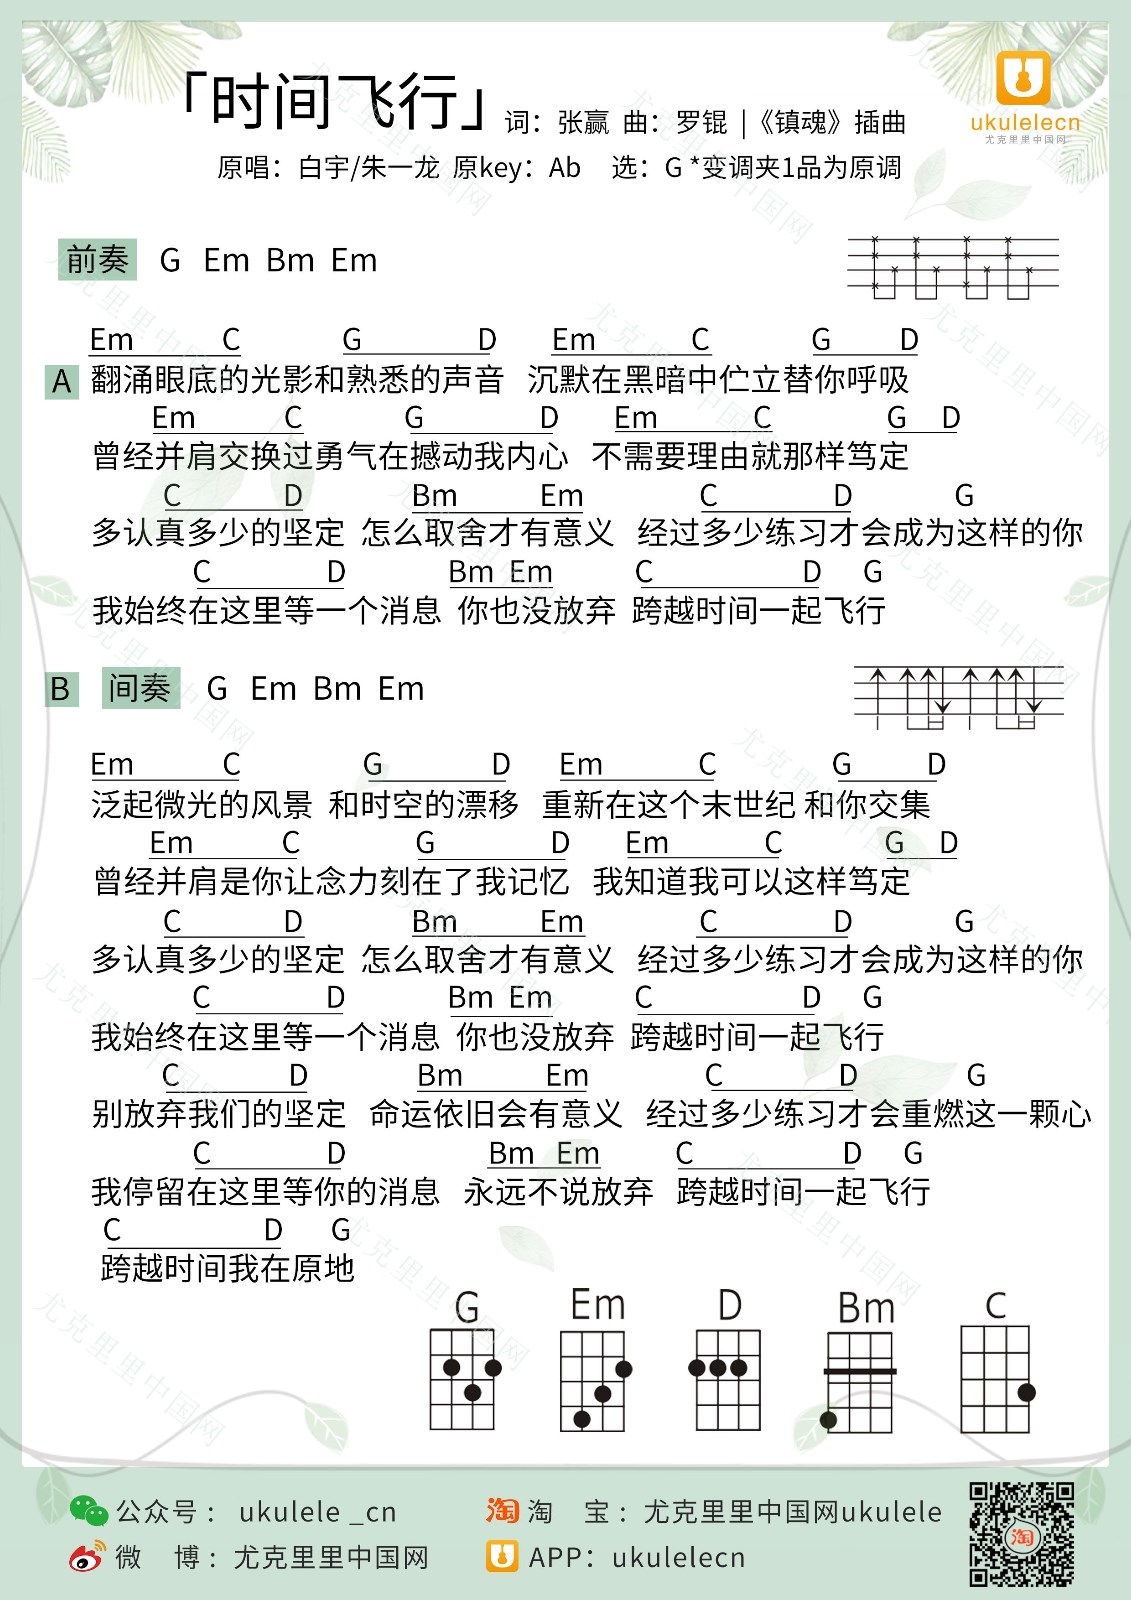 「时间飞行」 词：张赢 曲：罗锟 |《镇魂》插曲
ukulelecn
尤克里里中国网
原唱：白宇/朱一龙 原key：Ab 选：G *变调夹1品为原调
前奏 G Em Bm Em
Em C G D Em C G D
A 翻涌眼底的光影和熟悉的声音 沉默在黑暗中伫立替你呼吸
Em C G D Em C G D
曾经并肩交换过勇气在撼动我内心 不需要理由就那样笃定
C D Bm Em C D G
多认真多少的坚定 怎么取舍才有意义 经过多少练习才会成为这样的你
C D Bm Em C D G
我始终在这里等一个消息 你也没放弃 跨越时间一起飞行
B 间奏 G Em Bm Em
Em C G D Em C G D
泛起微光的风景 和时空的漂移 重新在这个末世纪 和你交集
Em C G D Em C G D
曾经并肩是你让念力刻在了我记忆 我知道我可以这样笃定
C D Bm Em C D G
多认真多少的坚定 怎么取舍才有意义 经过多少练习才会成为这样的你
C D Bm Em C D G
我始终在这里等一个消息 你也没放弃 跨越时间一起飞行
C D Bm Em C D G
别放弃我们的坚定 命运依旧会有意义 经过多少练习才会重燃这一颗心
C D Bm Em C D G
我停留在这里等你的消息 永远不说放弃 跨越时间一起飞行
C D G
跨越时间我在原地
G Em D Bm C
公众号： ukulele _cn 淘 淘 宝：尤克里里中国网ukulele
微 博：尤克里里中国网 APP：ukulelecn
淘